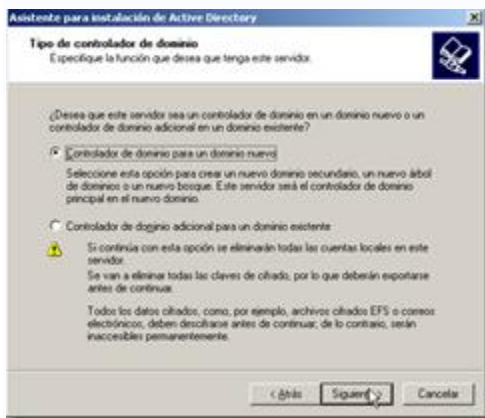 Asistente para instalación de Active Directory
Tipo de controlador de dominio
Especifique la función que desea que tenga este servidor.
¿Desea que este servidor sea un controlador de dominio en un dominio nuevo o un
controlador de dominio adicional en un dominio existente?
Controlador de dominio para un dominio nuevo
Seleccione esta opción para crear un nuevo dominio secundario, un nuevo árbol
de dominios o un nuevo bosque. Este servidor será el controlador de dominio
principal en el nuevo dominio.
Controlador de dominio adicional para un dominio existente
Si continúa con esta opción se eliminarán todas las cuentas locales en este
servidor.
Se van a eliminar todas las claves de cifrado, por lo que deberán exportarse
antes de continuar.
Todos los datos cifrados, como, por ejemplo, archivos cifrados EFS o correos
electrónicos, deben descifrarse antes de continuar; de lo contrario, serán
inaccesibles permanentemente.
< Atrás Siguiente > Cancelar